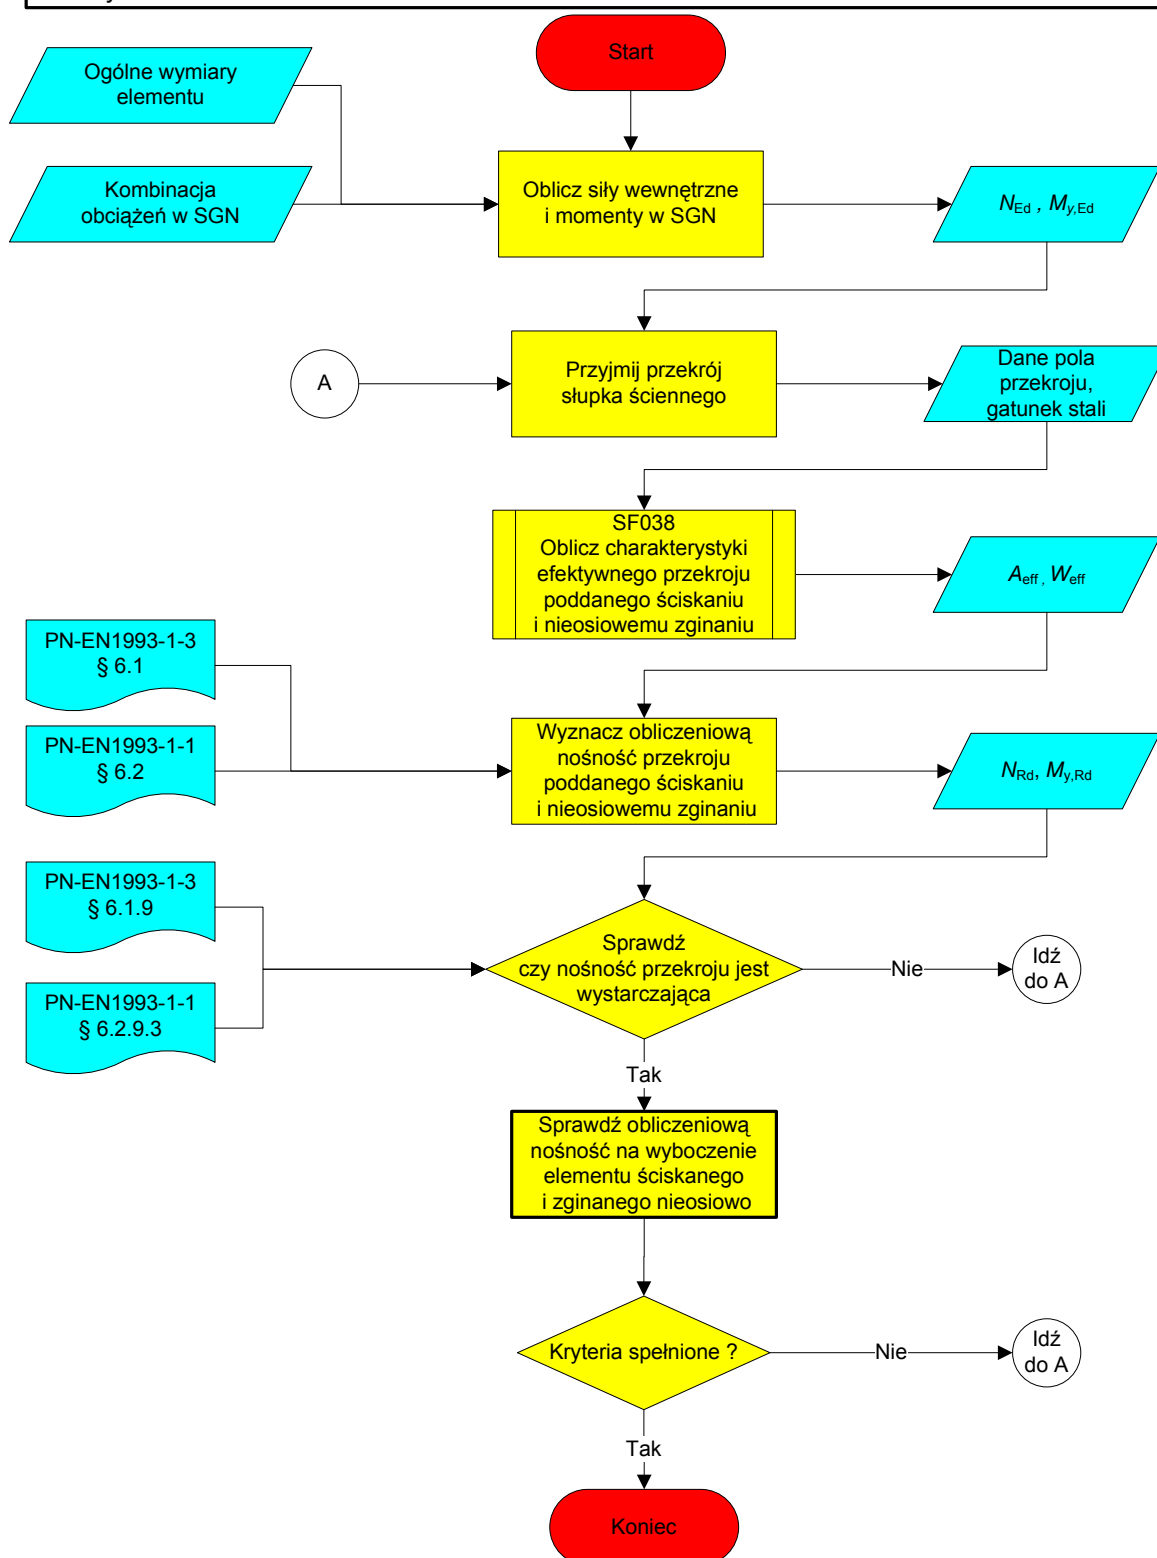 Start
Ogólne wymiary
elementu
Kombinacja
obciążeń w SGN
Oblicz siły wewnętrzne
i momenty w SGN
NEd , My,Ed
A
Przyjmij przekrój
słupka ściennego
Dane pola
przekroju,
gatunek stali
SF038
Oblicz charakterystyki
efektywnego przekroju
poddanego ściskaniu
i nieosiowemu zginaniu
Aeff , Weff
PN-EN1993-1-3
§ 6.1
PN-EN1993-1-1
§ 6.2
Wyznacz obliczeniową
nośność przekroju
poddanego ściskaniu
i nieosiowemu zginaniu
NRd, My,Rd
PN-EN1993-1-3
§ 6.1.9
PN-EN1993-1-1
§ 6.2.9.3
Sprawdź
czy nośność przekroju jest
wystarczająca
Nie
Idź
do A
Tak
Sprawdź obliczeniową
nośność na wyboczenie
elementu ściskanego
i zginanego nieosiowo
Kryteria spełnione ?
Nie
Idź
do A
Tak
Koniec